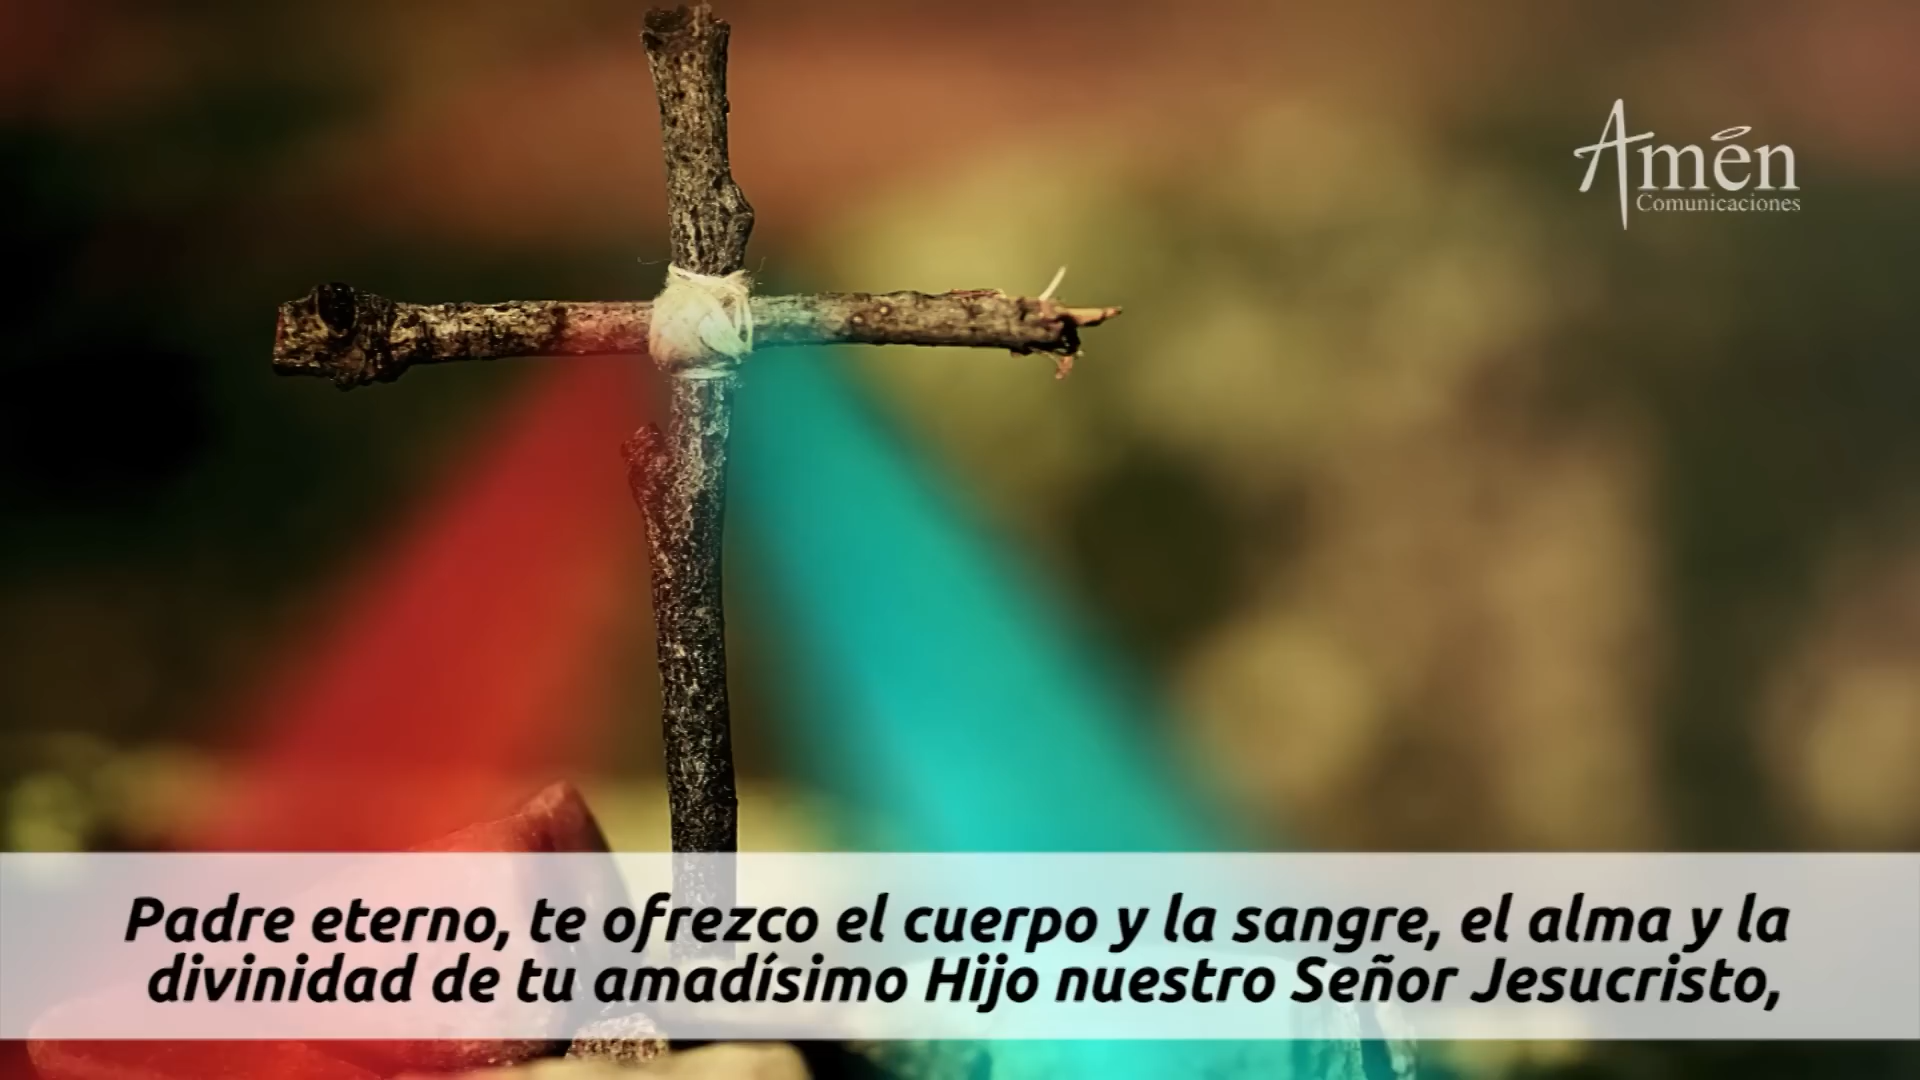 Amén
Comunicaciones
Padre eterno, te ofrezco el cuerpo y la sangre, el alma y la
divinidad de tu amadísimo Hijo nuestro Señor Jesucristo,